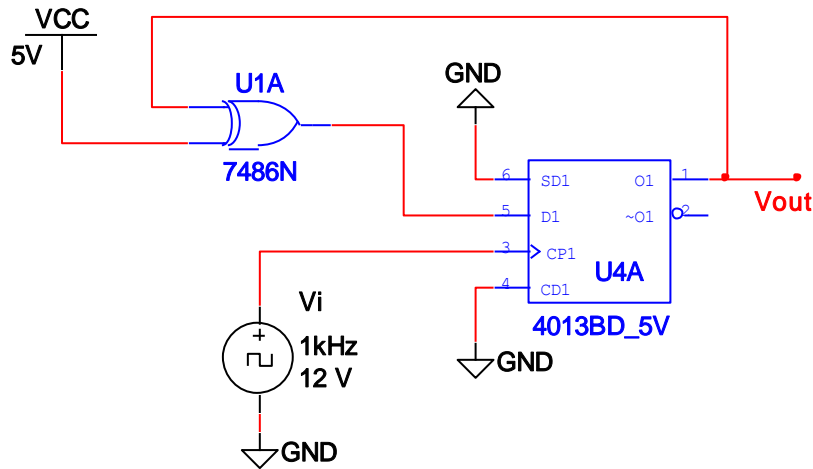 VCC
5V
U1A
7486N
GND
6 SD1 O1 1
5 D1 ~O1 2
3 CP1
4 CD1
U4A
4013BD_5V
Vout
Vi
1kHz
12 V
GND
GND